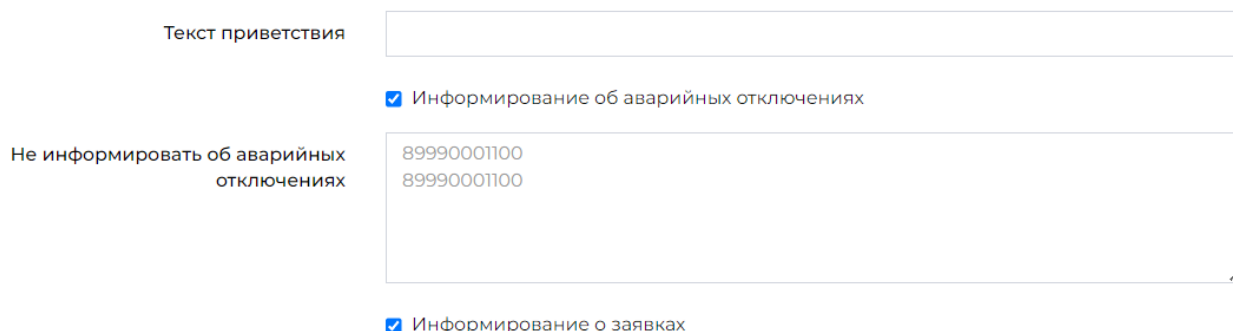 Текст приветствия
Информирование об аварийных отключениях
Не информировать об аварийных
отключениях
89990001100
89990001100
Информирование о заявках